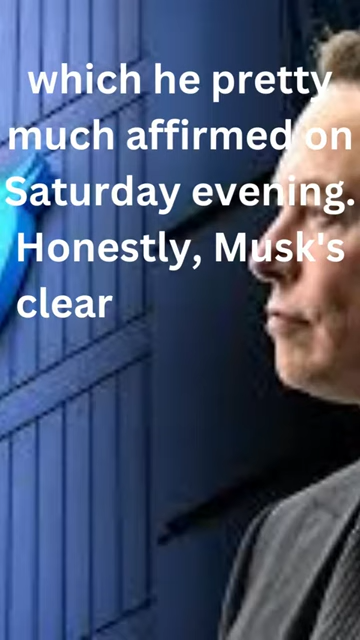 which he pretty
much affirmed on
Saturday evening.
Honestly, Musk's
clear